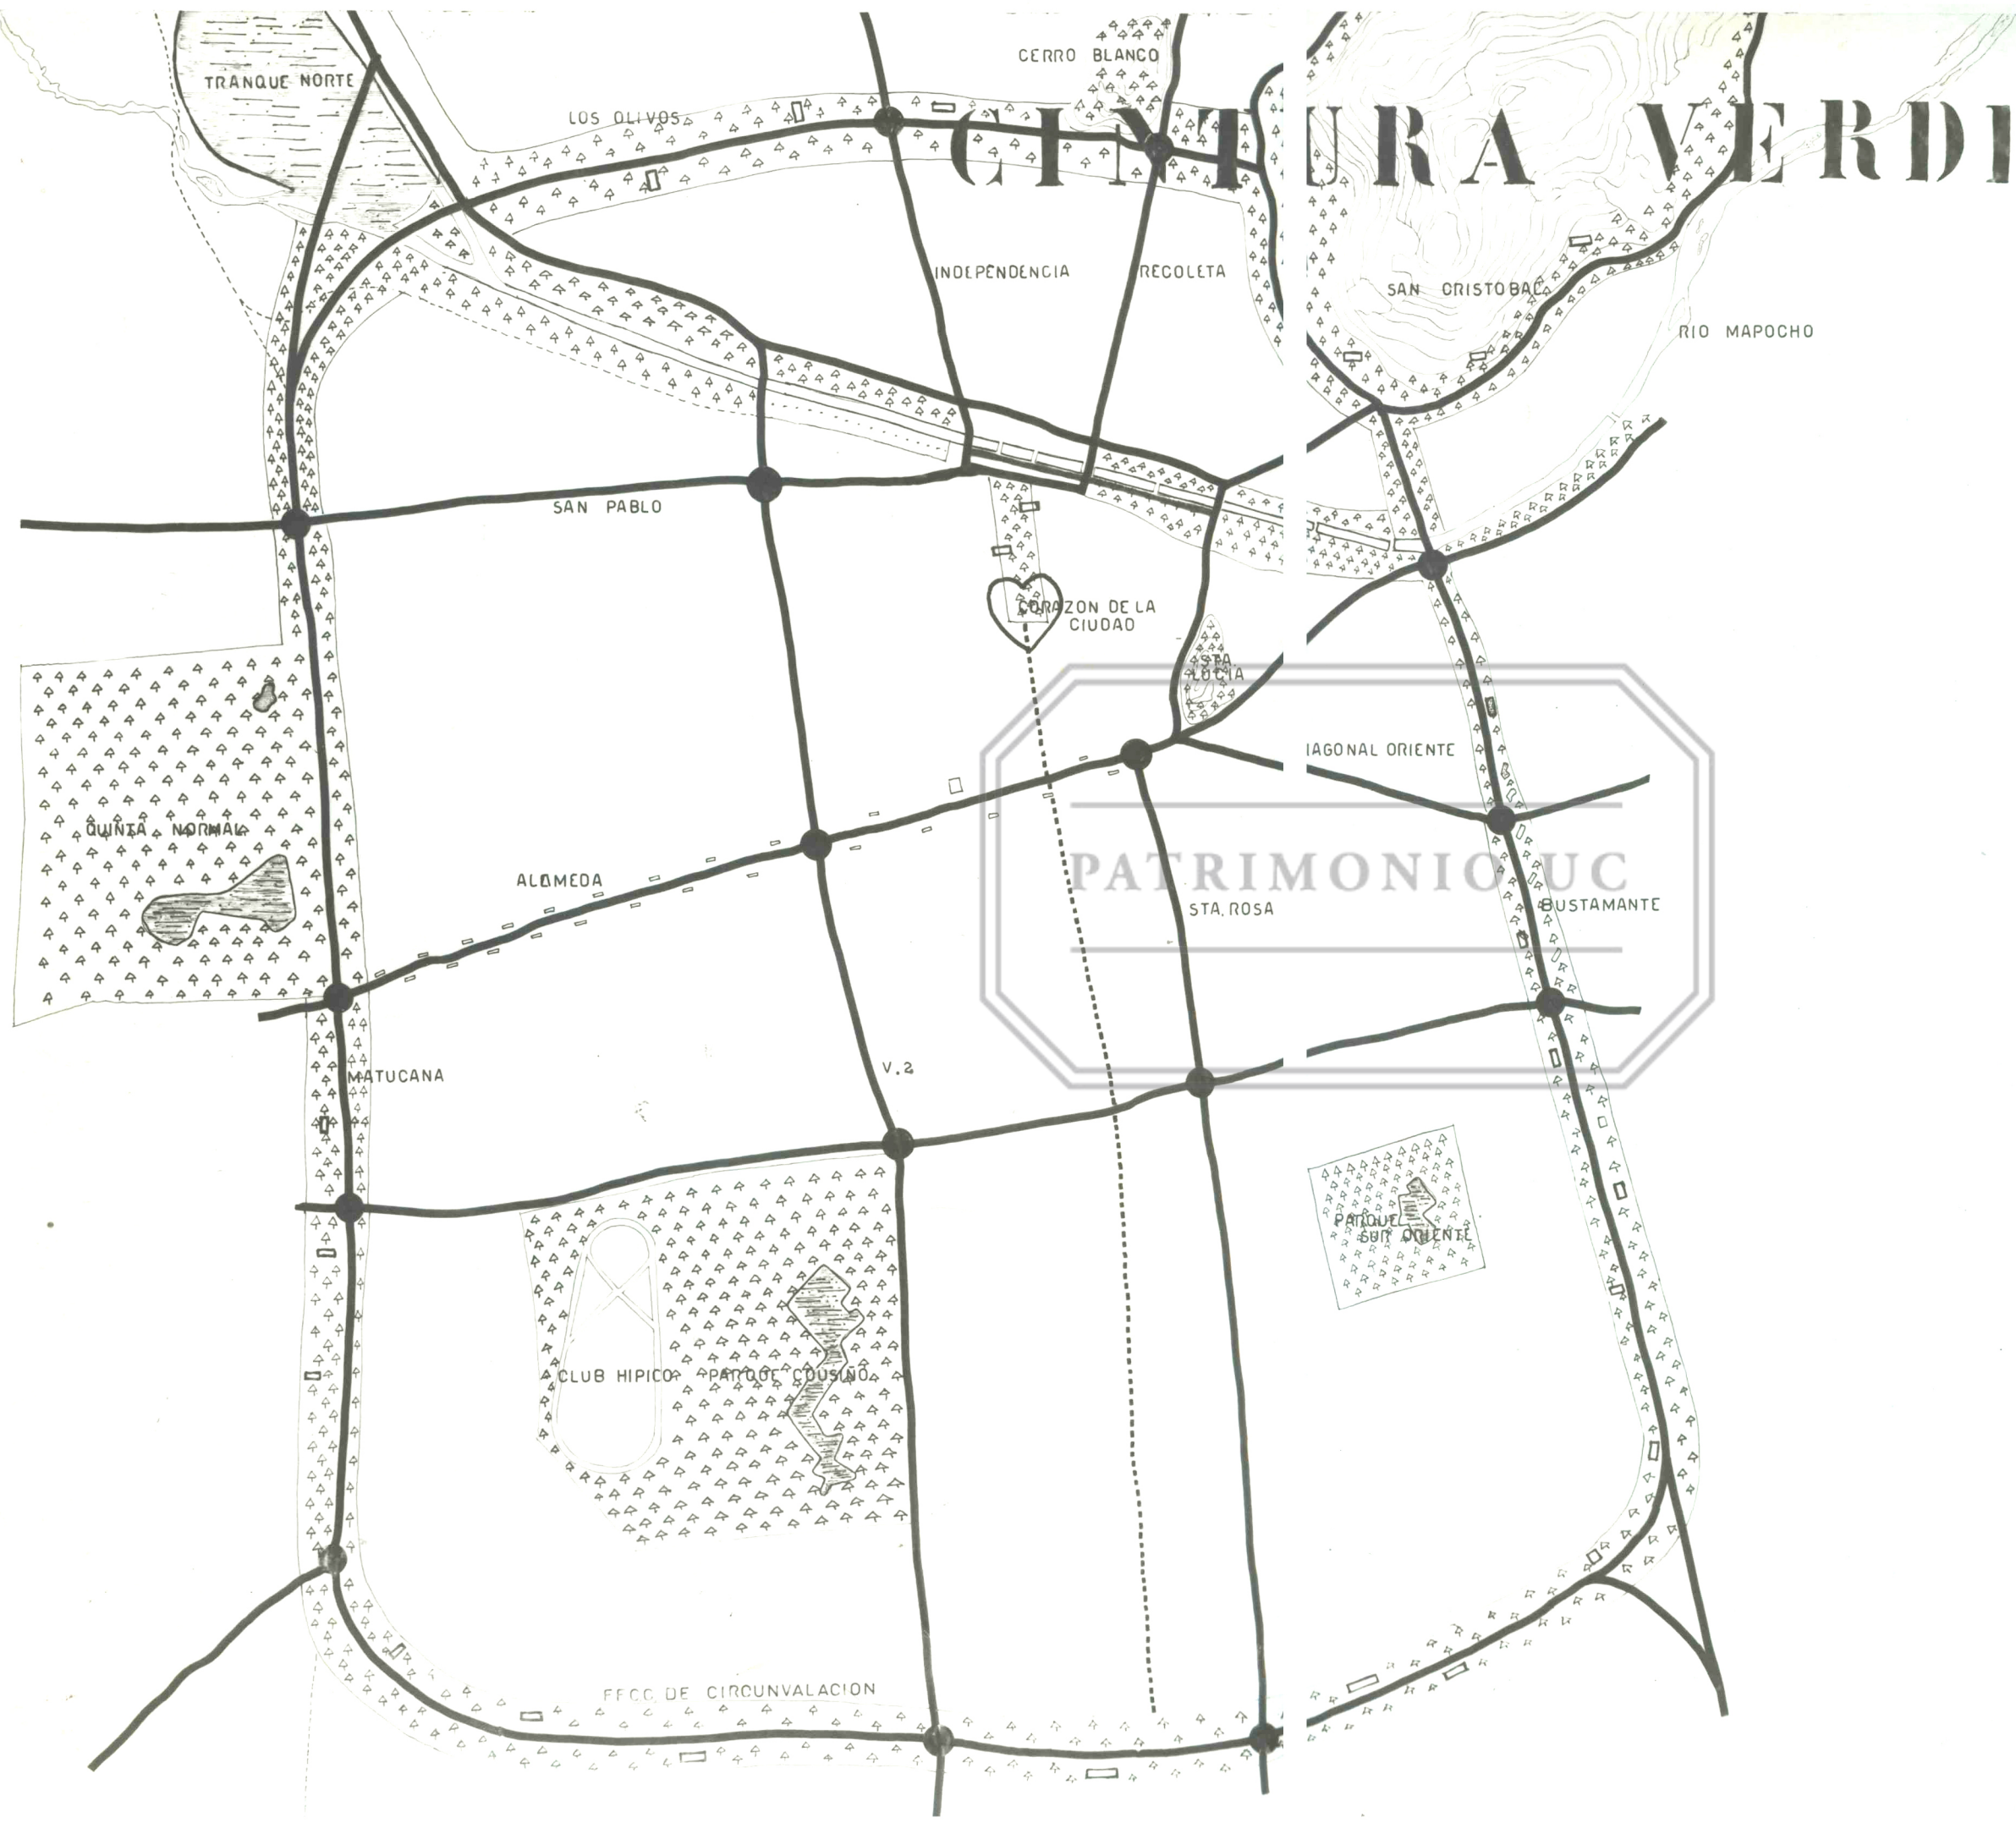 CERRO BLANCO
TRANQUE NORTE
LOS OLIVOS
CINTURA VERDE
INDEPENDENCIA
RECOLETA
SAN CRISTOBAL
RIO MAPOCHO
SAN PABLO
CORAZON DE LA
CIUDAD
STA.
LUCIA
IAGONAL ORIENTE
QUINTA NORMAL
ALAMEDA
PATRIMONIO UC
STA. ROSA
BUSTAMANTE
V.2
MATUCANA
PARQUE
SUR ORIENTE
CLUB HIPICO
PARQUE COUSIÑO
FFCC DE CIRCUNVALACION